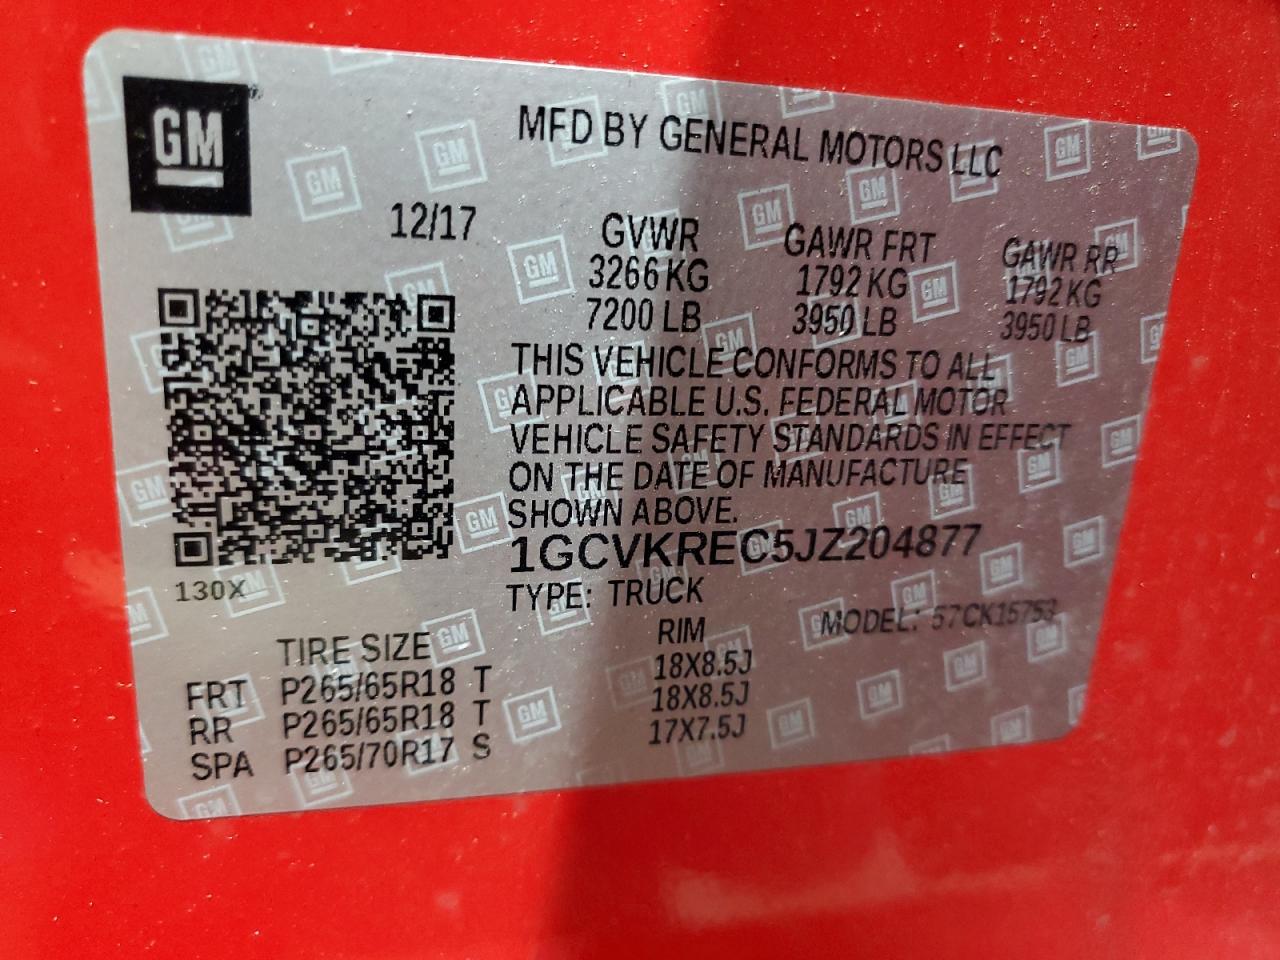 GM
MFD BY GENERAL MOTORS LLC
12/17
GVWR GAWR FRT GAWR RR
3266 KG 1792 KG 1792 KG
7200 LB 3950 LB 3950 LB
THIS VEHICLE CONFORMS TO ALL
APPLICABLE U.S. FEDERAL MOTOR
VEHICLE SAFETY STANDARDS IN EFFECT
ON THE DATE OF MANUFACTURE
SHOWN ABOVE.
1GCVKREC5JZ204877
130X
TYPE: TRUCK MODEL: 57CK15753
TIRE SIZE RIM
FRT P265/65R18 T 18X8.5J
RR P265/65R18 T 18X8.5J
SPA P265/70R17 S 17X7.5J